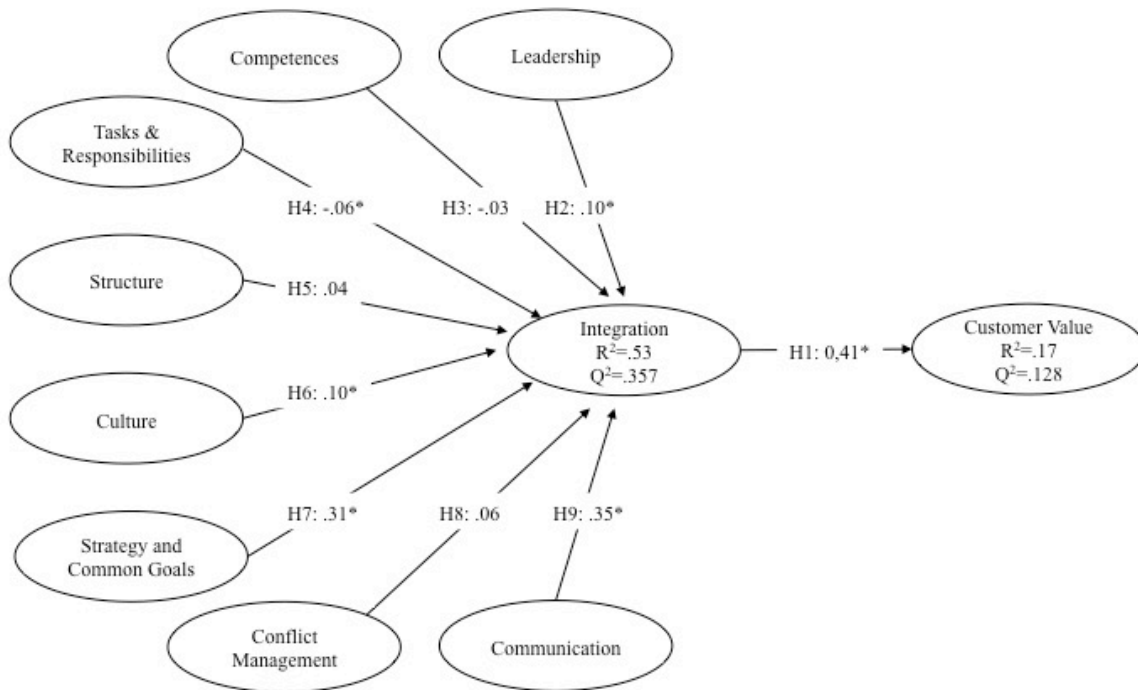 Competences
Leadership
Tasks &
Responsibilities
H4: -.06*
H3: -.03
H2: .10*
Structure
H5: .04
Integration
R²=.53
Q²=.357
H1: 0,41*
Customer Value
R²=.17
Q²=.128
H6: .10*
Culture
H7: .31*
H8: .06
H9: .35*
Strategy and
Common Goals
Conflict
Management
Communication